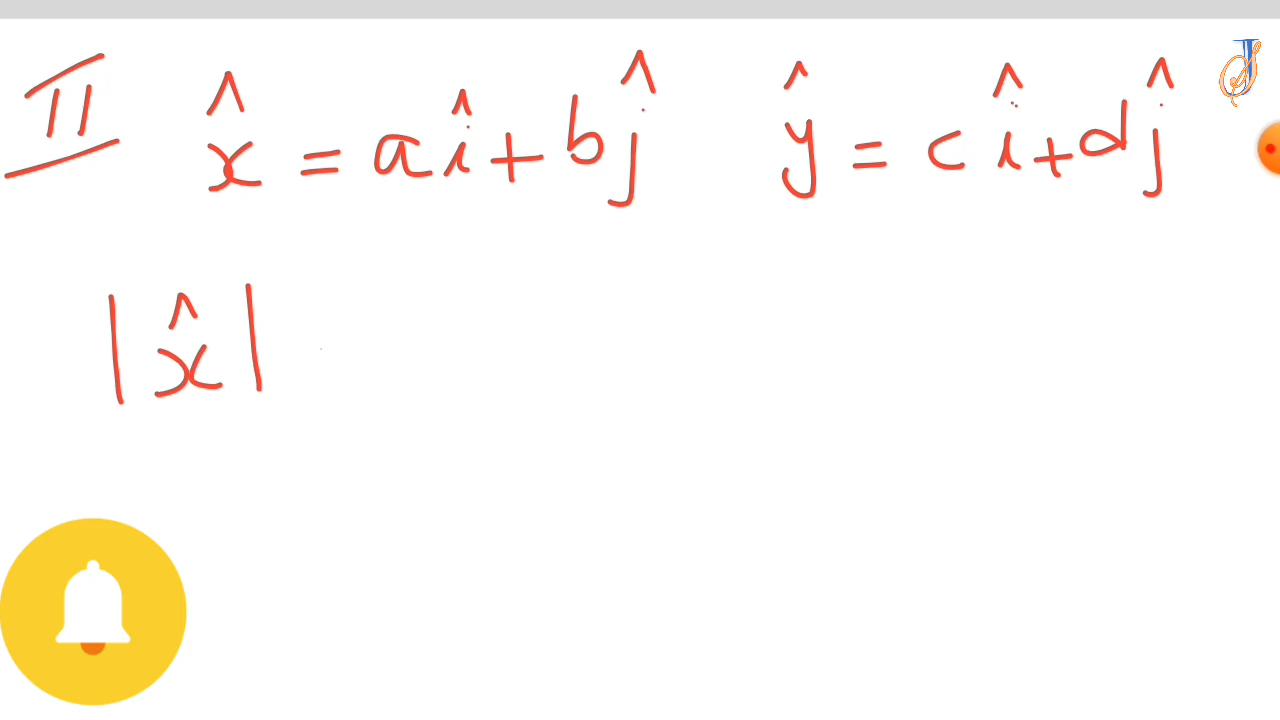 II x̂ = aî + bĵ ŷ = cî + dĵ
|x̂|